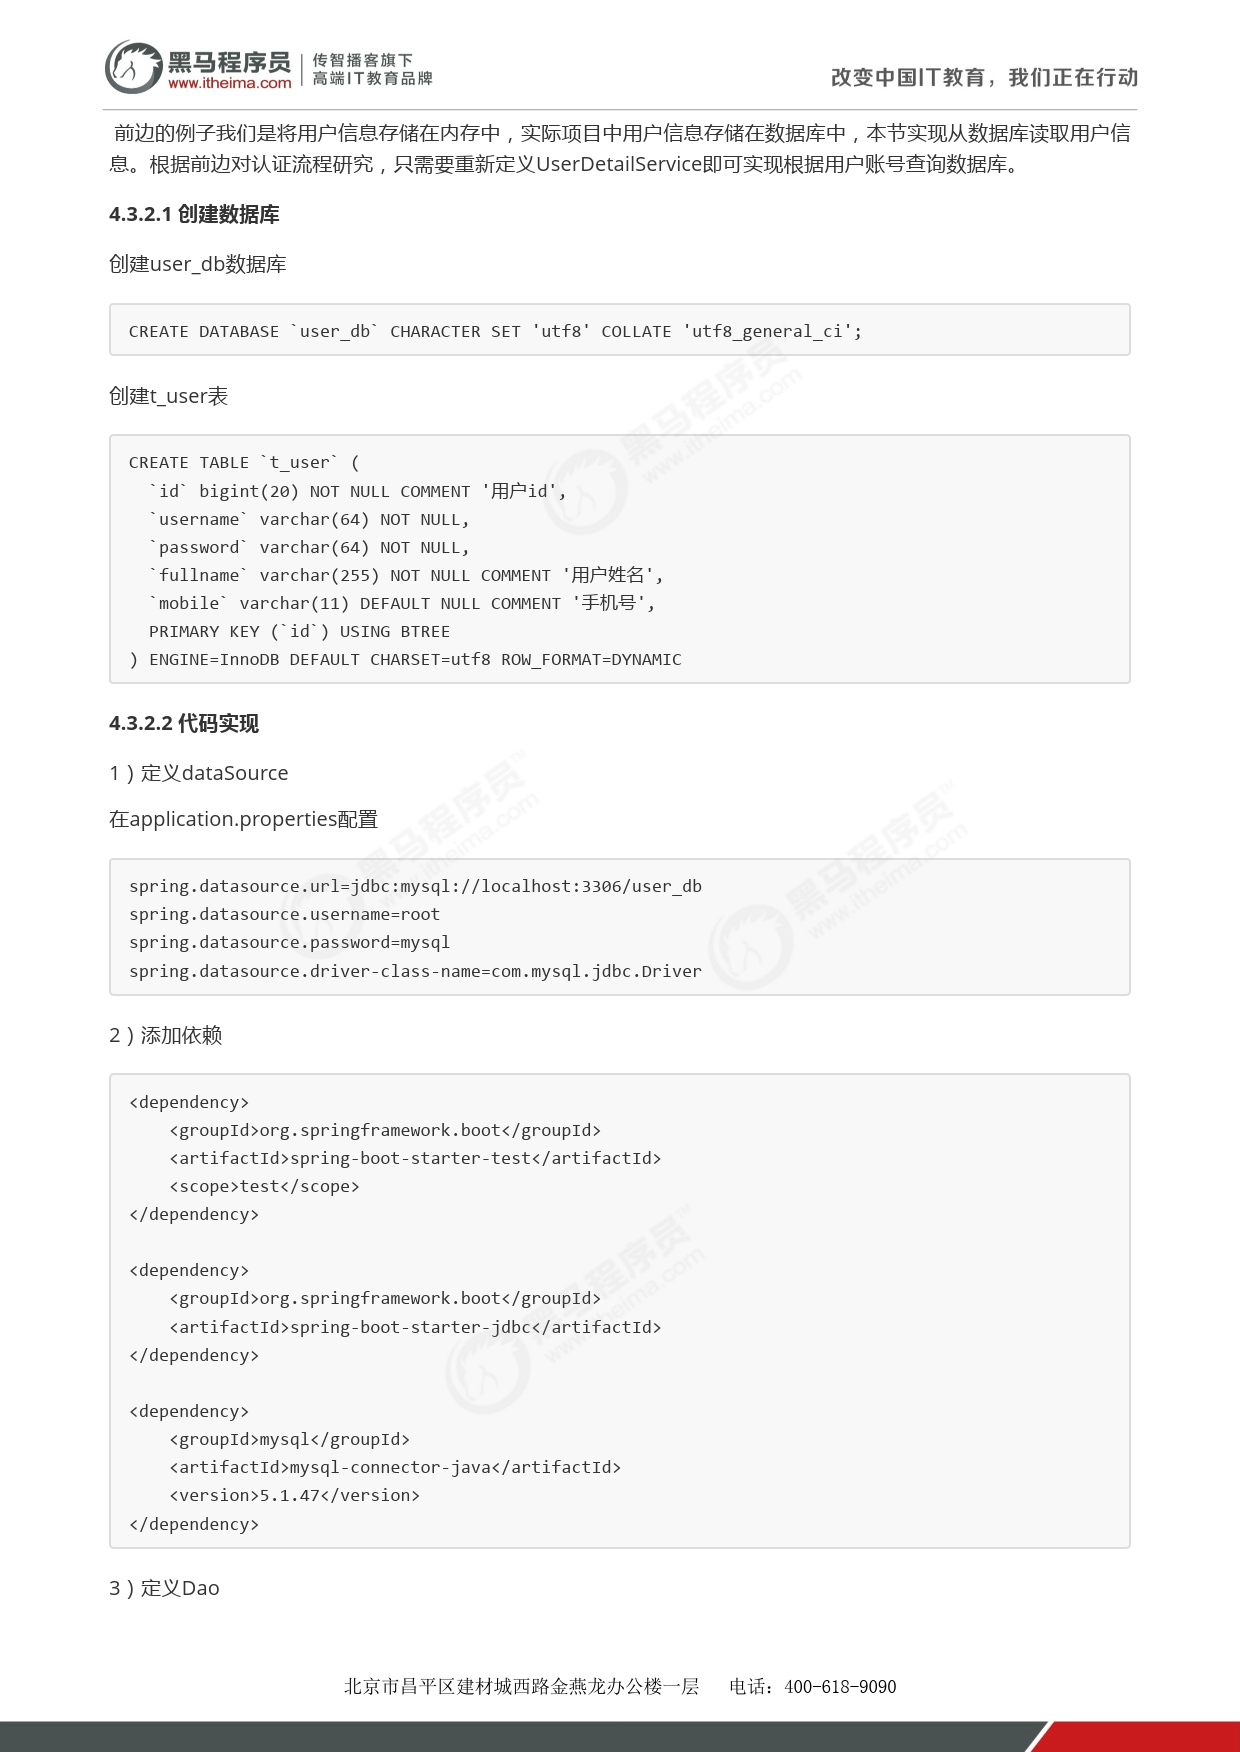 黑马程序员
www.itheima.com
传智播客旗下
高端IT教育品牌
改变中国IT教育，我们正在行动
前边的例子我们是将用户信息存储在内存中，实际项目中用户信息存储在数据库中，本节实现从数据库读取用户信
息。根据前边对认证流程研究，只需要重新定义UserDetailService即可实现根据用户账号查询数据库。
4.3.2.1 创建数据库
创建user_db数据库
CREATE DATABASE `user_db` CHARACTER SET 'utf8' COLLATE 'utf8_general_ci';
创建t_user表
CREATE TABLE `t_user` (
  `id` bigint(20) NOT NULL COMMENT '用户id',
  `username` varchar(64) NOT NULL,
  `password` varchar(64) NOT NULL,
  `fullname` varchar(255) NOT NULL COMMENT '用户姓名',
  `mobile` varchar(11) DEFAULT NULL COMMENT '手机号',
  PRIMARY KEY (`id`) USING BTREE
) ENGINE=InnoDB DEFAULT CHARSET=utf8 ROW_FORMAT=DYNAMIC
4.3.2.2 代码实现
1）定义dataSource
在application.properties配置
spring.datasource.url=jdbc:mysql://localhost:3306/user_db
spring.datasource.username=root
spring.datasource.password=mysql
spring.datasource.driver-class-name=com.mysql.jdbc.Driver
2）添加依赖
<dependency>
    <groupId>org.springframework.boot</groupId>
    <artifactId>spring-boot-starter-test</artifactId>
    <scope>test</scope>
</dependency>
<dependency>
    <groupId>org.springframework.boot</groupId>
    <artifactId>spring-boot-starter-jdbc</artifactId>
</dependency>
<dependency>
    <groupId>mysql</groupId>
    <artifactId>mysql-connector-java</artifactId>
    <version>5.1.47</version>
</dependency>
3）定义Dao
北京市昌平区建材城西路金燕龙办公楼一层 电话：400-618-9090